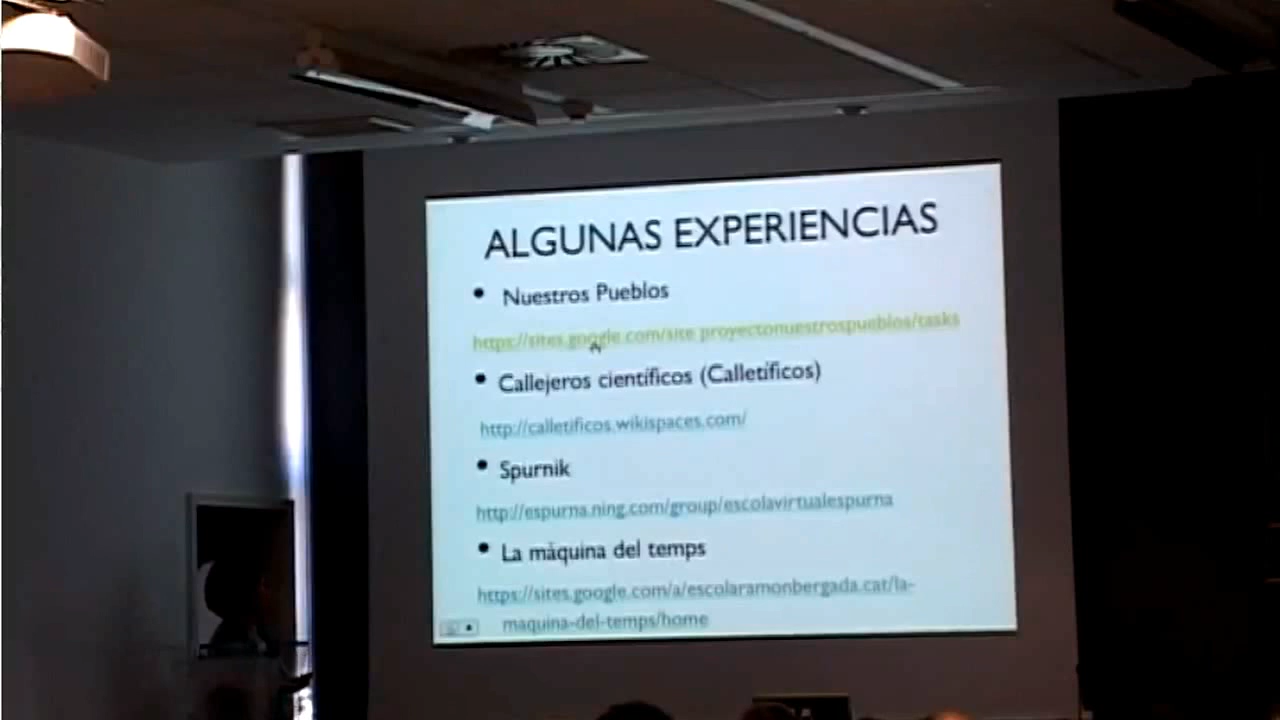 ALGUNAS EXPERIENCIAS
• Nuestros Pueblos
https://sites.google.com/site proyectonuestrospueblos/tasks
• Callejeros científicos (Calletíficos)
http://calletificos.wikispaces.com/
• Spurnik
http://espurna.ning.com/group/escolavirtualespurna
• La màquina del temps
https://sites.google.com/a/escolaramonbergada.cat/la-
maquina-del-temps/home